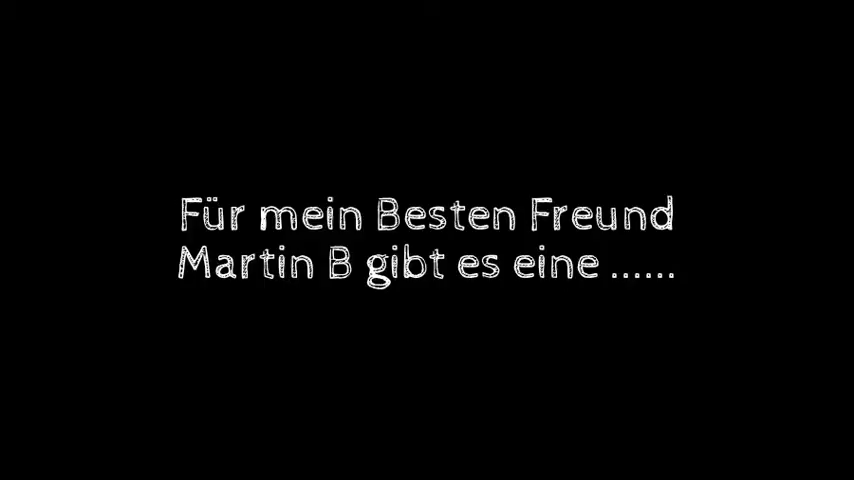 Für mein Besten Freund
Martin B gibt es eine ......